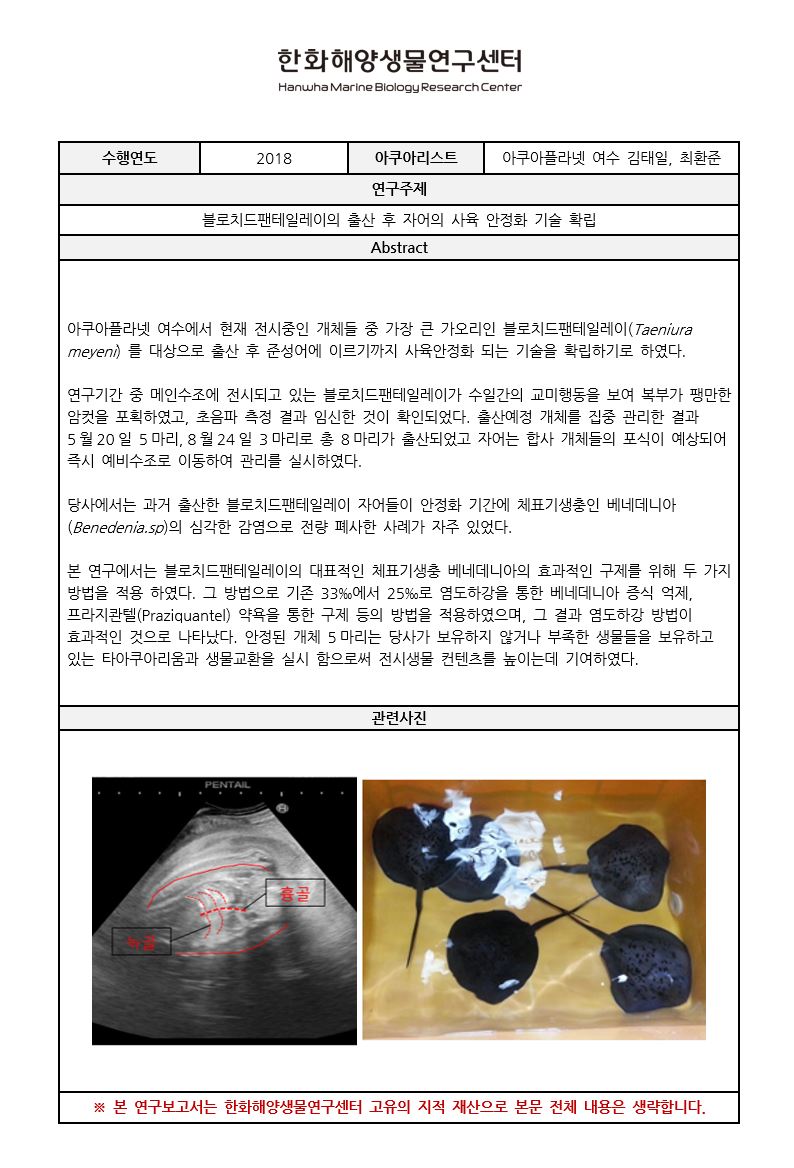 한화해양생물연구센터
Hanwha Marine Biology Research Center
수행연도 2018 아쿠아리스트 아쿠아플라넷 여수 김태일, 최환준
연구주제
블로치드팬테일레이의 출산 후 자어의 사육 안정화 기술 확립
Abstract
아쿠아플라넷 여수에서 현재 전시중인 개체들 중 가장 큰 가오리인 블로치드팬테일레이(Taeniura
meyeni) 를 대상으로 출산 후 준성어에 이르기까지 사육안정화 되는 기술을 확립하기로 하였다.
연구기간 중 메인수조에 전시되고 있는 블로치드팬테일레이가 수일간의 교미행동을 보여 복부가 팽만한
암컷을 포획하였고, 초음파 측정 결과 임신한 것이 확인되었다. 출산예정 개체를 집중 관리한 결과
5월 20일 5마리, 8월 24일 3마리로 총 8마리가 출산되었고 자어는 합사 개체들의 포식이 예상되어
즉시 예비수조로 이동하여 관리를 실시하였다.
당사에서는 과거 출산한 블로치드팬테일레이 자어들이 안정화 기간에 체표기생충인 베네데니아
(Benedenia.sp)의 심각한 감염으로 전량 폐사한 사례가 자주 있었다.
본 연구에서는 블로치드팬테일레이의 대표적인 체표기생충 베네데니아의 효과적인 구제를 위해 두 가지
방법을 적용 하였다. 그 방법으로 기존 33‰에서 25‰로 염도하강을 통한 베네데니아 증식 억제,
프라지콴텔(Praziquantel) 약욕을 통한 구제 등의 방법을 적용하였으며, 그 결과 염도하강 방법이
효과적인 것으로 나타났다. 안정된 개체 5마리는 당사가 보유하지 않거나 부족한 생물들을 보유하고
있는 타아쿠아리움과 생물교환을 실시 함으로써 전시생물 컨텐츠를 높이는데 기여하였다.
관련사진
PENTAIL
흉골
늑골
※ 본 연구보고서는 한화해양생물연구센터 고유의 지적 재산으로 본문 전체 내용은 생략합니다.